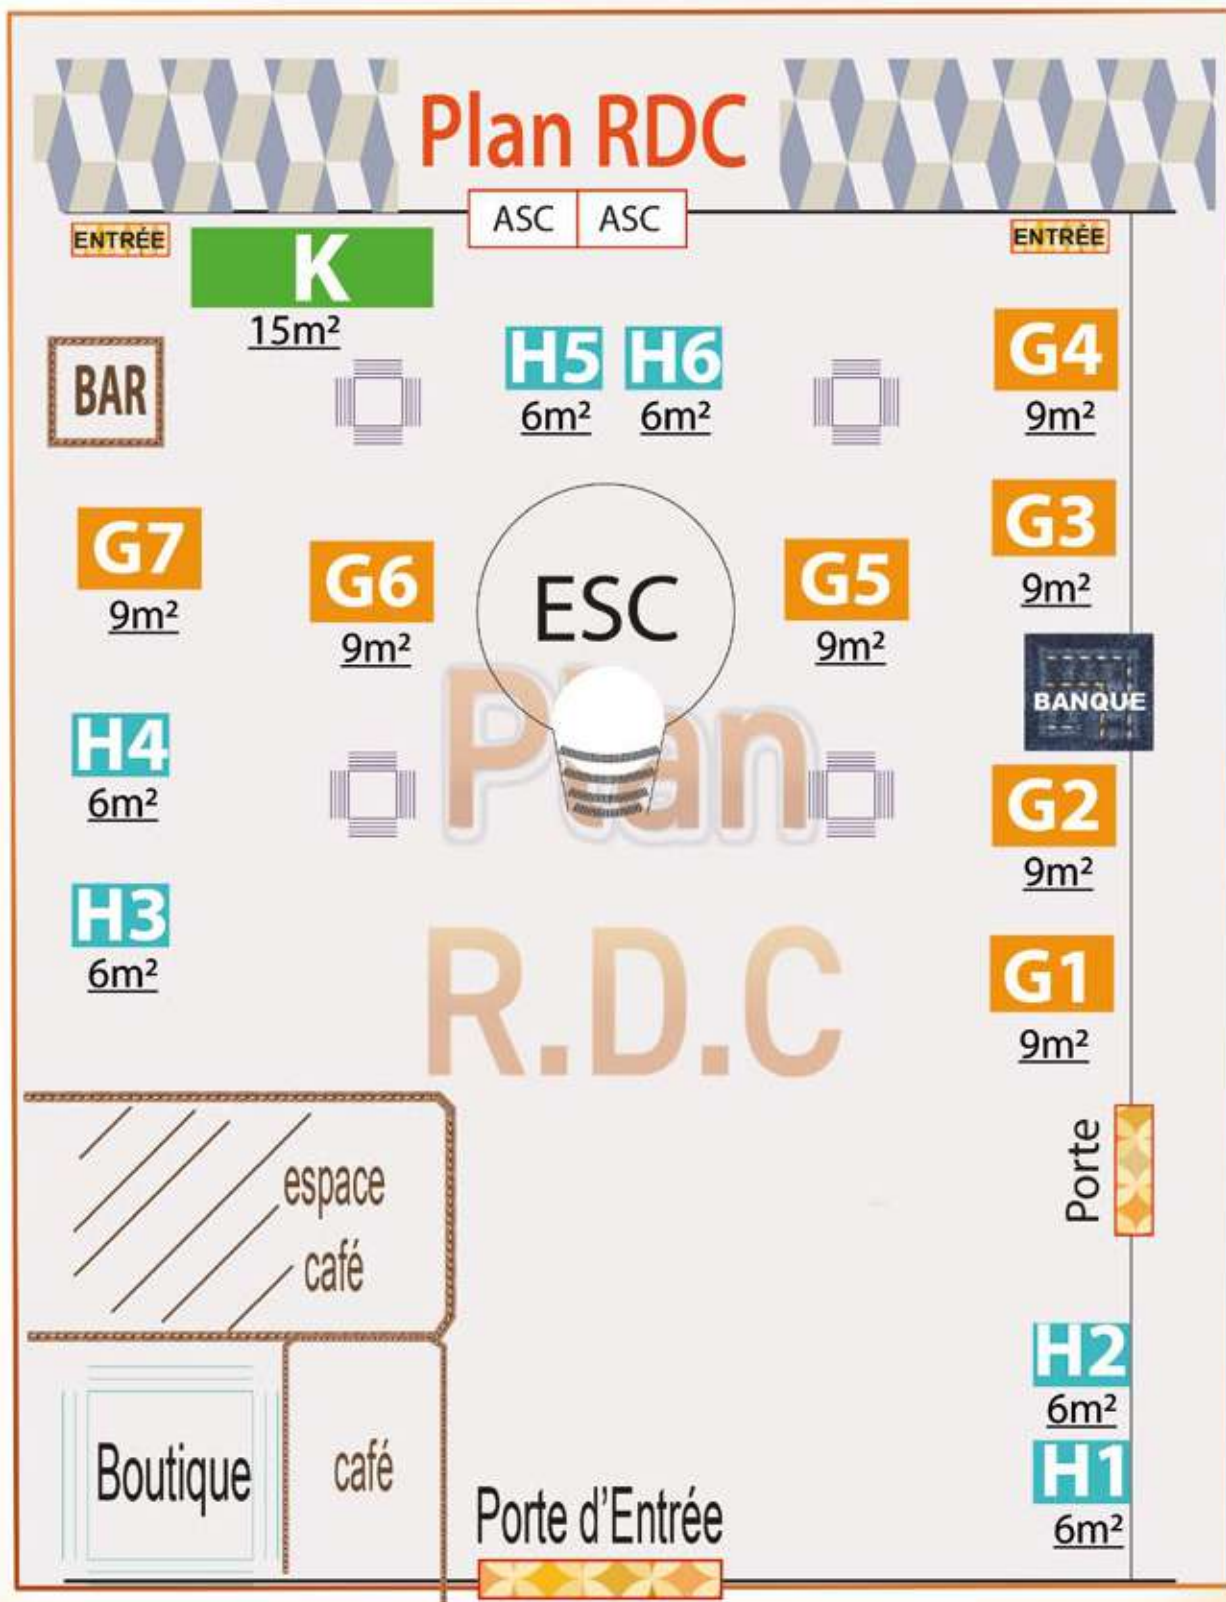 Plan RDC
ASC ASC
ENTRÉE
ENTRÉE
K
15m²
BAR
H5
6m²
H6
6m²
G4
9m²
G3
9m²
G7
9m²
G6
9m²
ESC
G5
9m²
BANQUE
Plan
R.D.C
H4
6m²
G2
9m²
H3
6m²
G1
9m²
Porte
espace
café
H2
6m²
Boutique
café
H1
6m²
Porte d'Entrée